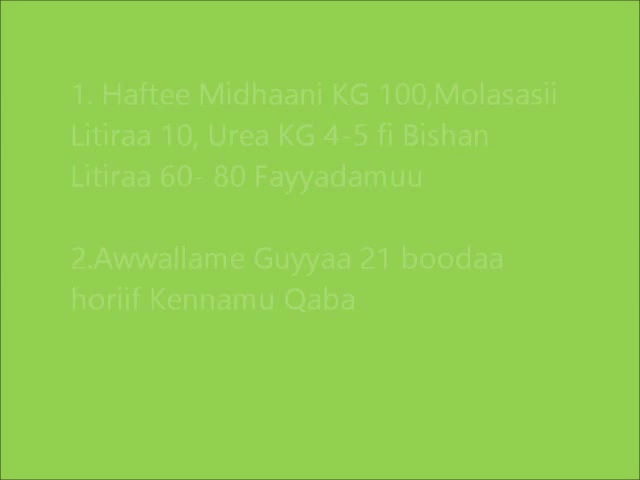 1. Haftee Midhaani KG 100,Molasasii
Litiraa 10, Urea KG 4-5 fi Bishan
Litiraa 60- 80 Fayyadamuu
2.Awwallame Guyyaa 21 boodaa
horiif Kennamu Qaba